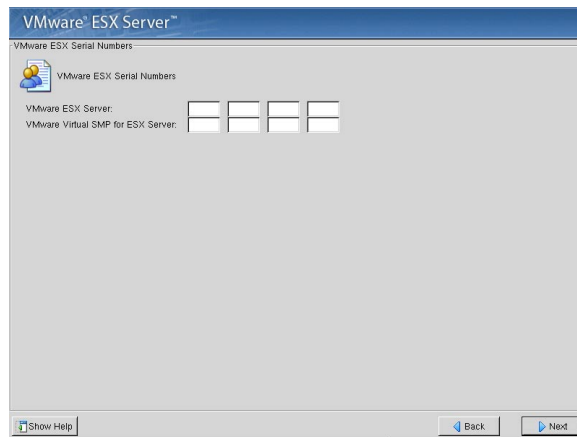 VMware® ESX Server™
VMware ESX Serial Numbers
VMware ESX Serial Numbers
VMware ESX Server:
VMware Virtual SMP for ESX Server:
Show Help
Back
Next